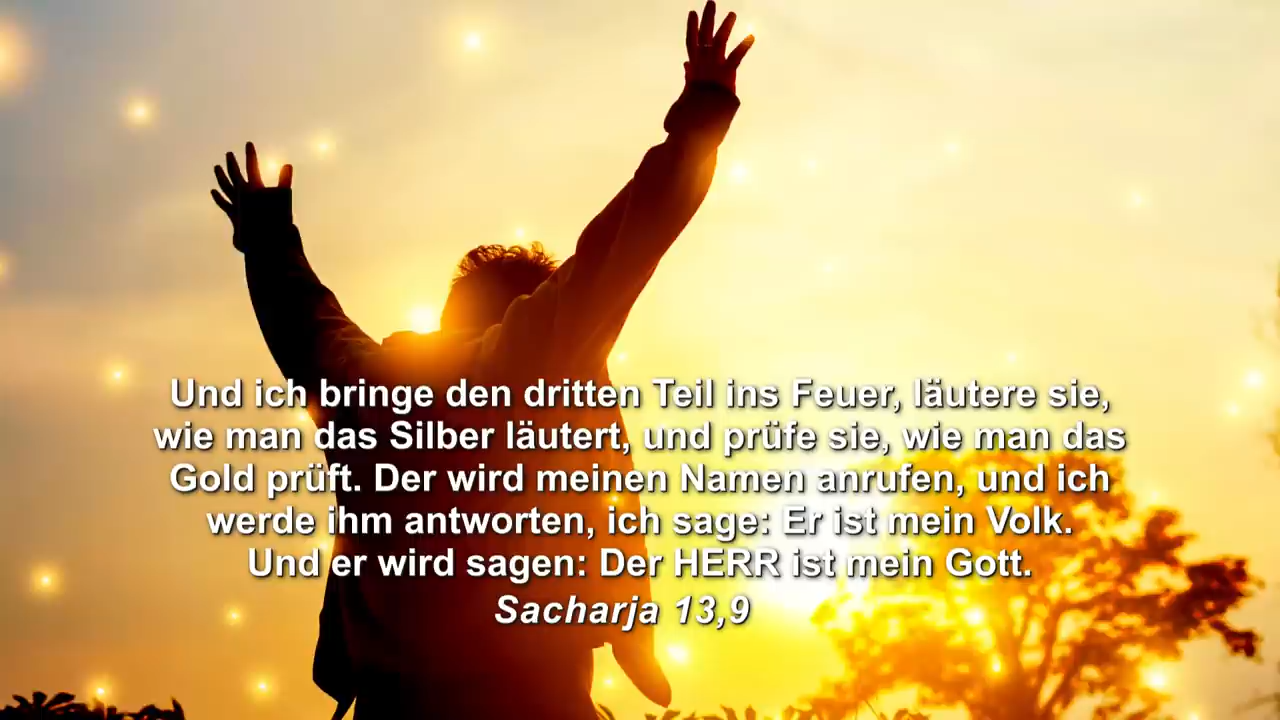 Und ich bringe den dritten Teil ins Feuer, läutere sie,
wie man das Silber läutert, und prüfe sie, wie man das
Gold prüft. Der wird meinen Namen anrufen, und ich
werde ihm antworten, ich sage: Er ist mein Volk.
Und er wird sagen: Der HERR ist mein Gott.
Sacharja 13,9